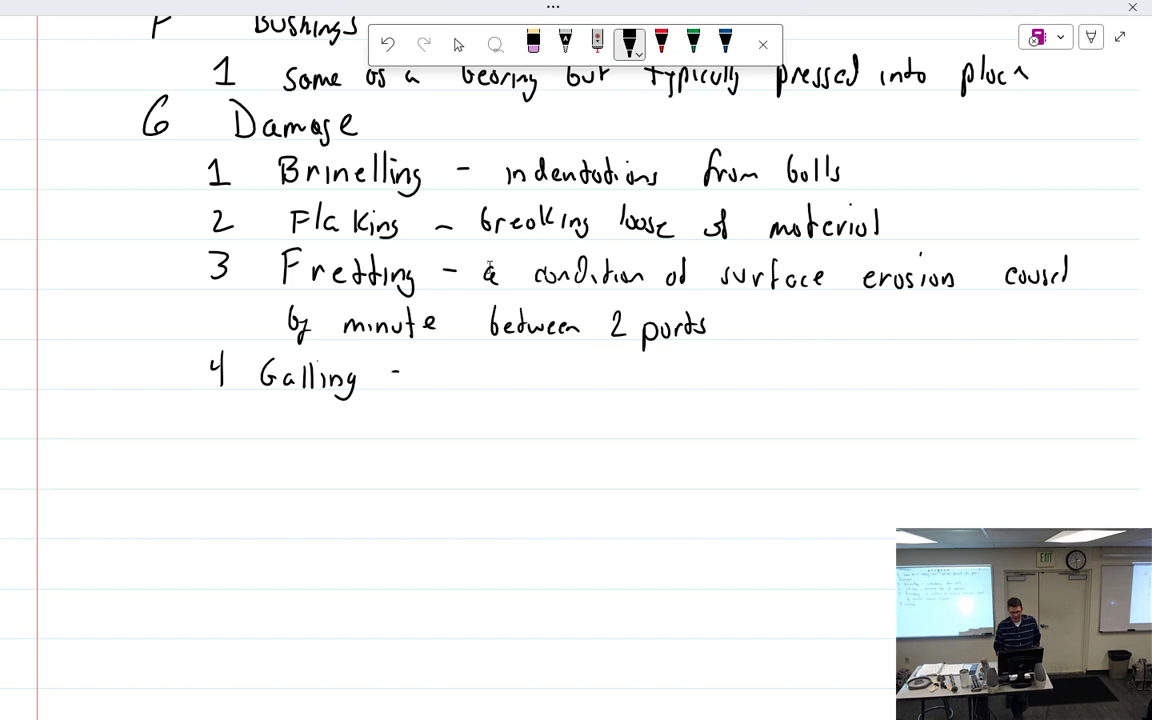 F Bushings
1 Same as a bearing but typically pressed into place
G Damage
1 Brinelling - indentations from balls
2 Flaking - breaking loose of material
3 Fretting - a condition of surface erosion caused
by minute between 2 parts
4 Galling -
EXIT